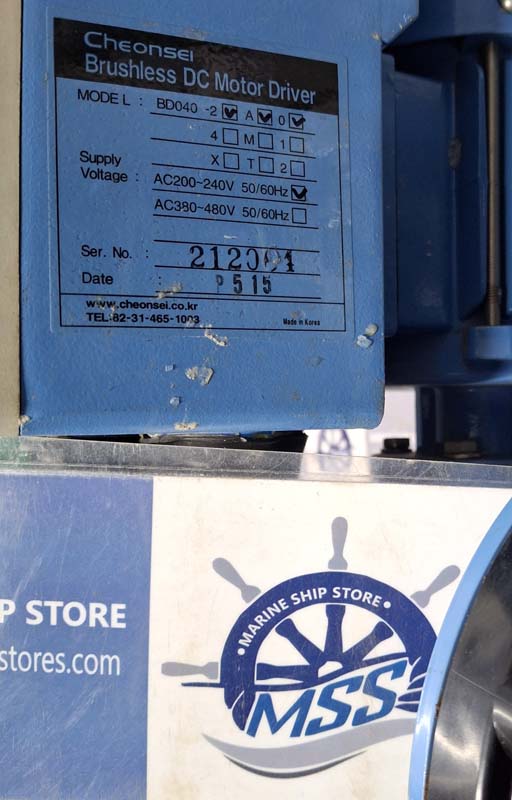 Cheonsei
Brushless DC Motor Driver
MODEL : BD040 -2 ☑ A ☑ 0 ☑
4 ☐ M ☐ 1 ☐
X ☐ T ☐ 2 ☐
Supply
Voltage : AC200~240V 50/60Hz ☑
AC380~480V 50/60Hz ☐
Ser. No. : 212004
Date : P515
www.cheonsei.co.kr
TEL:82-31-465-1003
Made in Korea
P STORE
stores.com
•MARINE SHIP STORE•
MSS